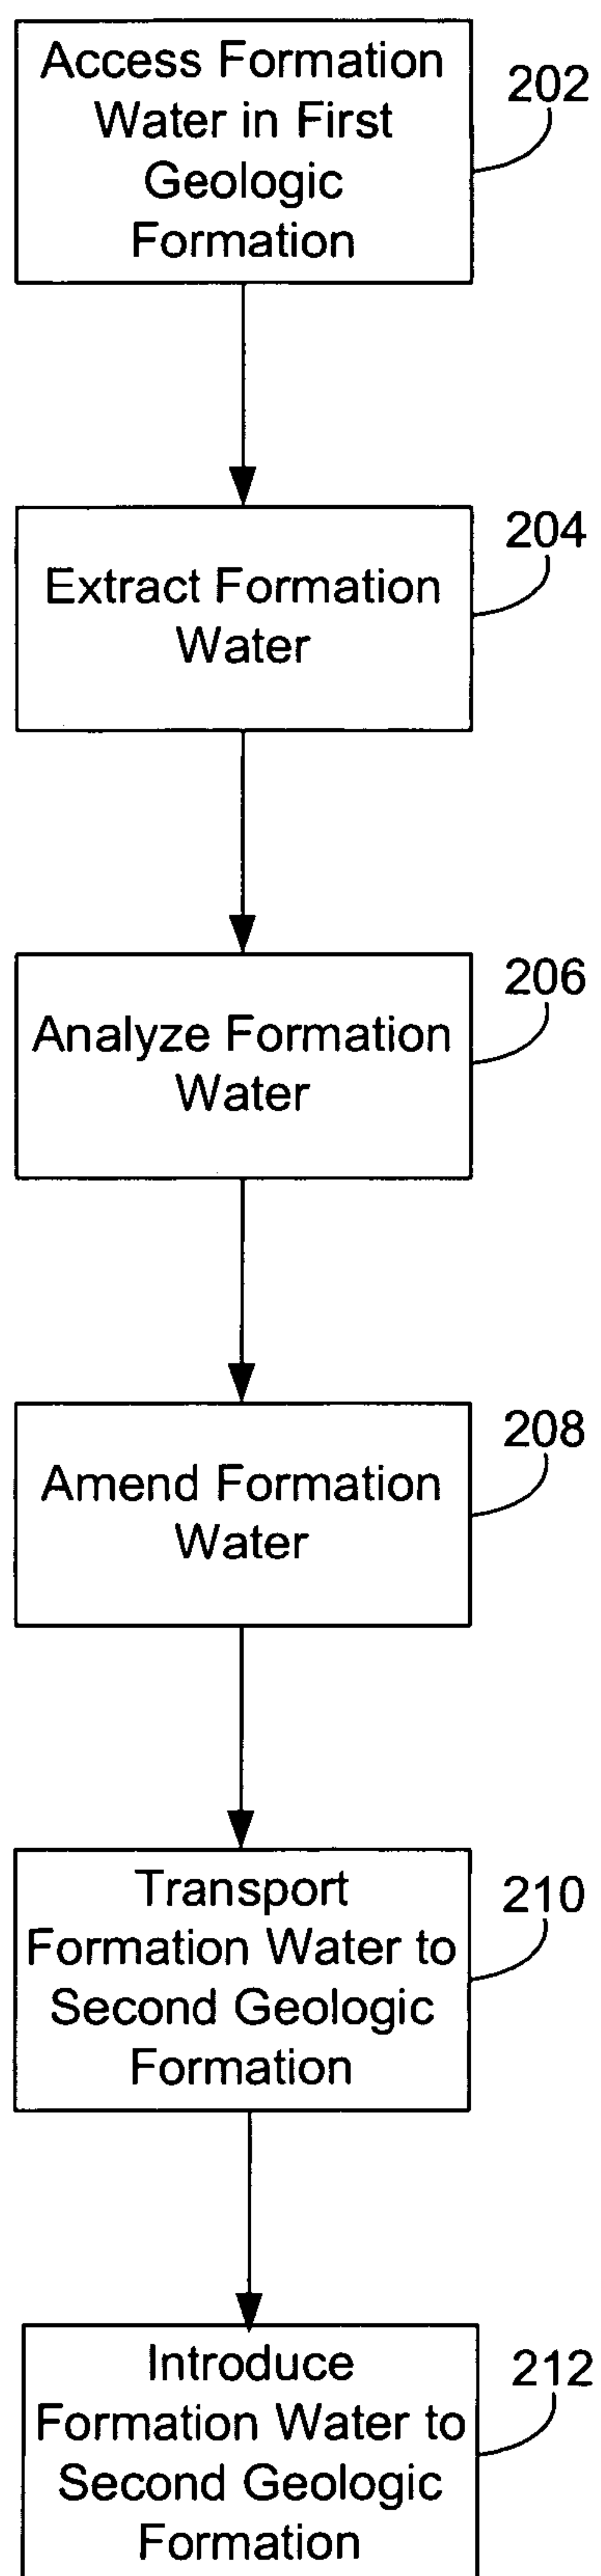 Access Formation
Water in First
Geologic
Formation
202
Extract Formation
Water
204
Analyze Formation
Water
206
Amend Formation
Water
208
Transport
Formation Water to
Second Geologic
Formation
210
Introduce
Formation Water to
Second Geologic
Formation
212